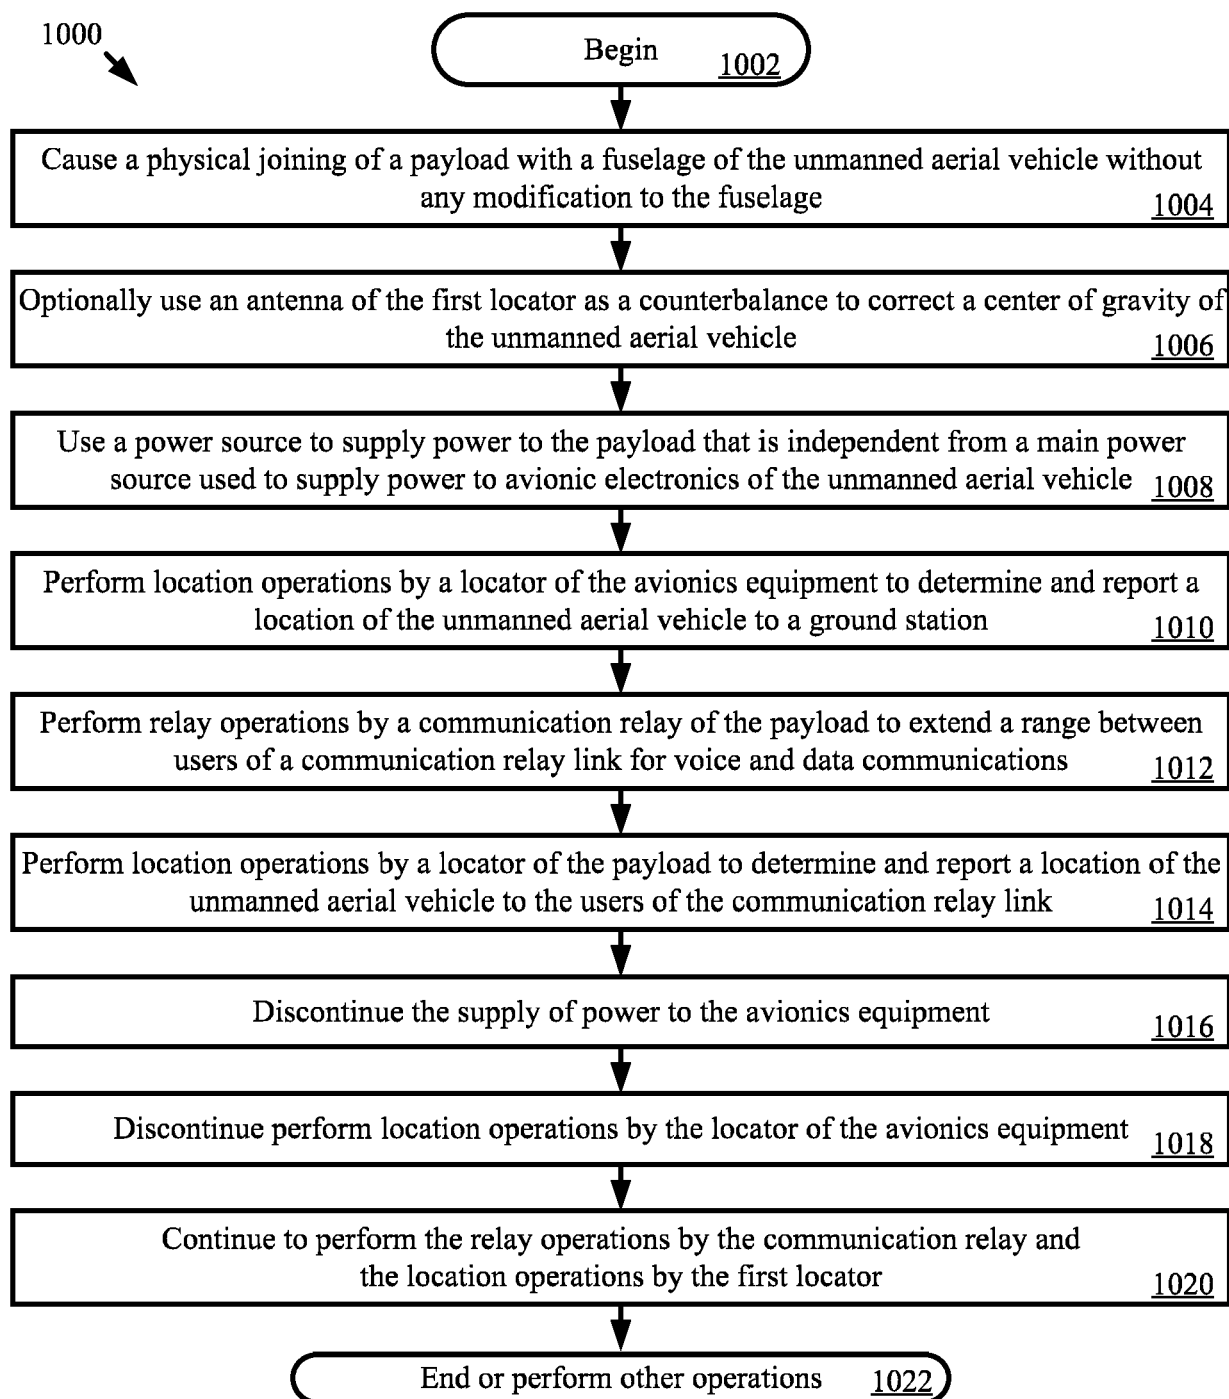 1000
Begin 1002
Cause a physical joining of a payload with a fuselage of the unmanned aerial vehicle without
any modification to the fuselage 1004
Optionally use an antenna of the first locator as a counterbalance to correct a center of gravity of
the unmanned aerial vehicle 1006
Use a power source to supply power to the payload that is independent from a main power
source used to supply power to avionic electronics of the unmanned aerial vehicle 1008
Perform location operations by a locator of the avionics equipment to determine and report a
location of the unmanned aerial vehicle to a ground station 1010
Perform relay operations by a communication relay of the payload to extend a range between
users of a communication relay link for voice and data communications 1012
Perform location operations by a locator of the payload to determine and report a location of the
unmanned aerial vehicle to the users of the communication relay link 1014
Discontinue the supply of power to the avionics equipment 1016
Discontinue perform location operations by the locator of the avionics equipment 1018
Continue to perform the relay operations by the communication relay and
the location operations by the first locator 1020
End or perform other operations 1022